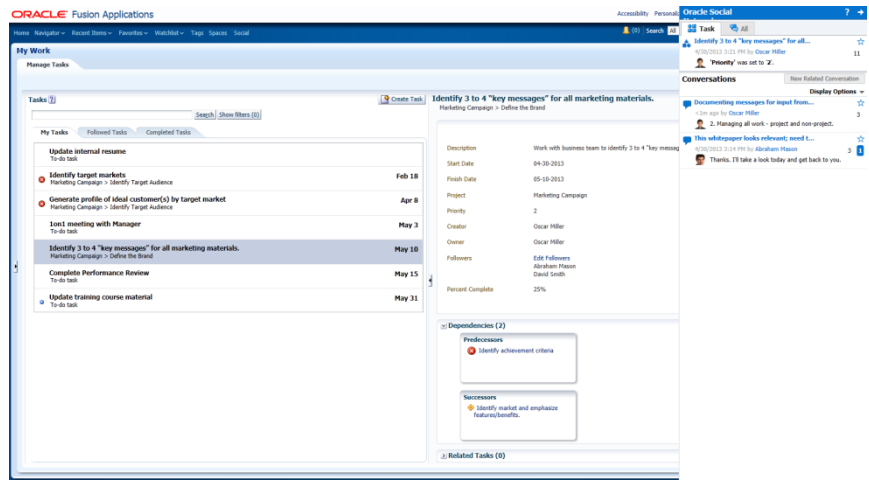 ORACLE Fusion Applications
Accessibility Personali
Home Navigator Recent Items Favorites Watchlist Tags Spaces Social
(0) Search All
My Work
Manage Tasks
Tasks [?]
Create Task
Search Show filters (0)
My Tasks Followed Tasks Completed Tasks
Update internal resume
To-do task
Identify target markets Feb 18
Marketing Campaign > Identify Target Audience
Generate profile of ideal customer(s) by target market Apr 8
Marketing Campaign > Identify Target Audience
1on1 meeting with Manager May 3
To-do task
Identify 3 to 4 "key messages" for all marketing materials. May 10
Marketing Campaign > Define the Brand
Complete Performance Review May 15
To-do task
Update training course material May 31
To-do task
Identify 3 to 4 "key messages" for all marketing materials.
Marketing Campaign > Define the Brand
Description Work with business team to identify 3 to 4 "key messag
Start Date 04-30-2013
Finish Date 05-10-2013
Project Marketing Campaign
Priority 2
Creator Oscar Miller
Owner Oscar Miller
Followers Edit Followers
Abraham Mason
David Smith
Percent Complete 25%
Dependencies (2)
Predecessors
Identify achievement criteria
Successors
Identify market and emphasize
features/benefits.
Related Tasks (0)
Oracle Social ?
Task All
Identify 3 to 4 "key messages" for all...
4/30/2013 3:21 PM by Oscar Miller 11
'Priority' was set to '2'.
Conversations New Related Conversation
Display Options
Documenting messages for input from...
<1m ago by Oscar Miller 3
2. Managing all work - project and non-project.
This whitepaper looks relevant; need t...
4/30/2013 3:14 PM by Abraham Mason 3 1
Thanks. I'll take a look today and get back to you.